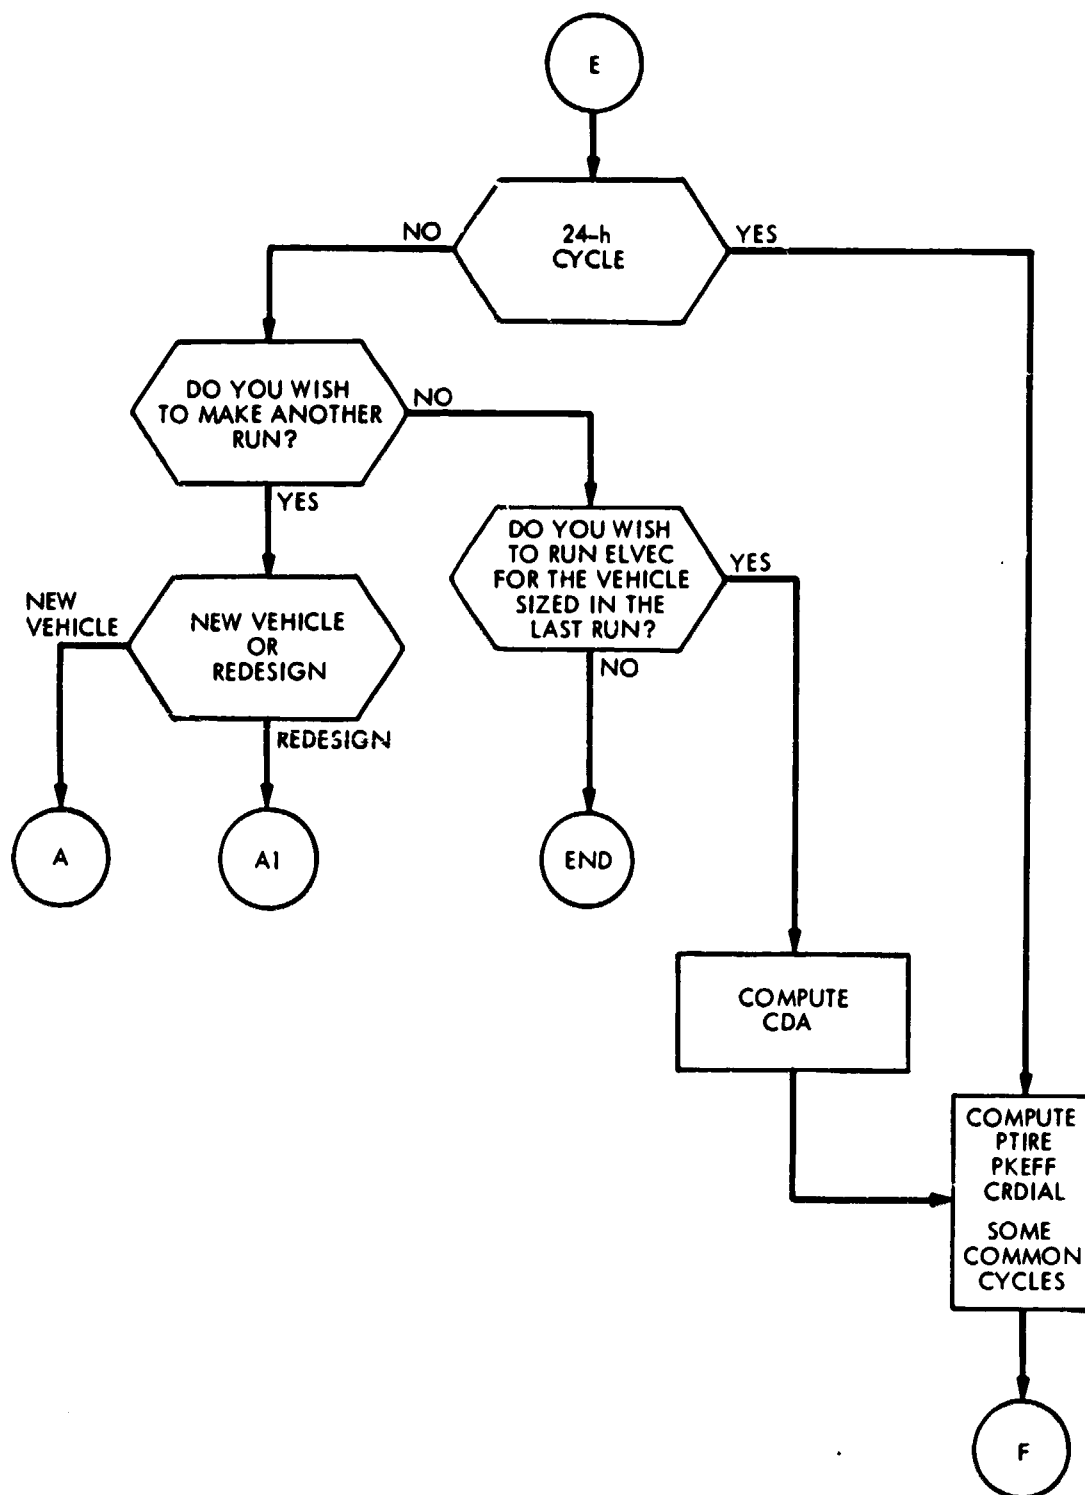 E
24-h
CYCLE
NO
YES
DO YOU WISH
TO MAKE ANOTHER
RUN?
NO
YES
DO YOU WISH
TO RUN ELVEC
FOR THE VEHICLE
SIZED IN THE
LAST RUN?
YES
NO
NEW
VEHICLE
NEW VEHICLE
OR
REDESIGN
REDESIGN
A
A1
END
COMPUTE
CDA
COMPUTE
PTIRE
PKEFF
CRDIAL
SOME
COMMON
CYCLES
F